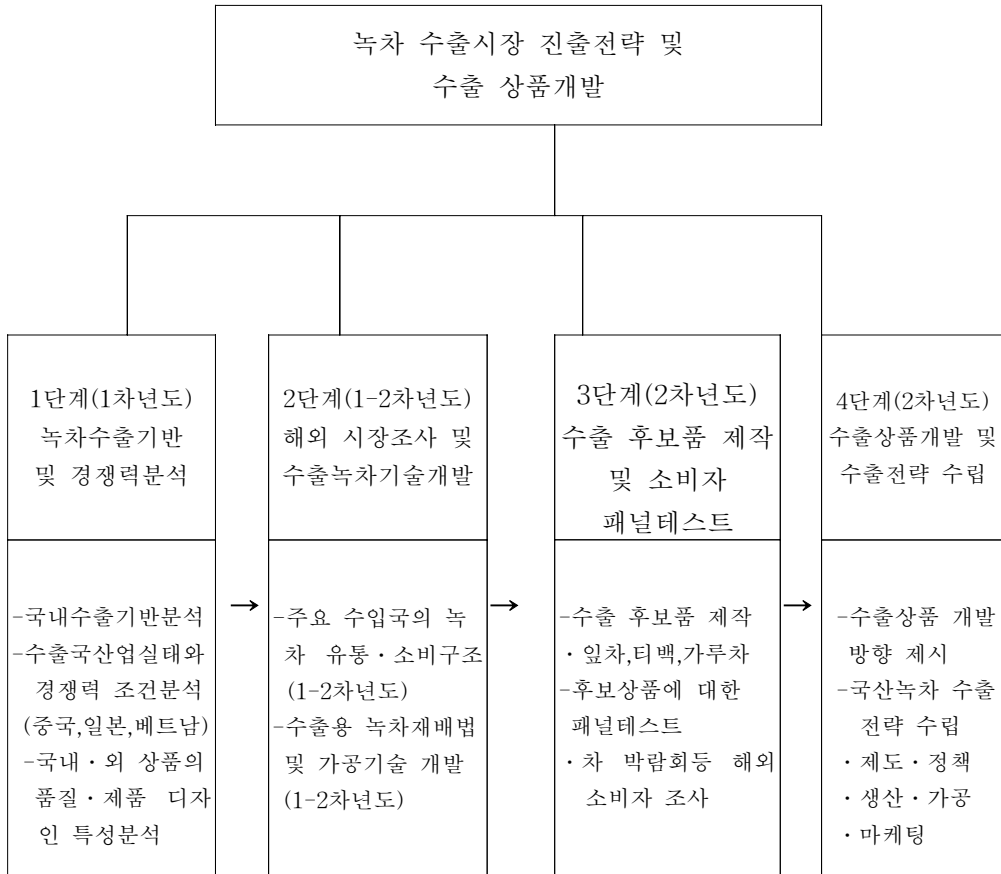 녹차 수출시장 진출전략 및
수출 상품개발
1단계(1차년도)
녹차수출기반
및 경쟁력분석
2단계(1-2차년도)
해외 시장조사 및
수출녹차기술개발
3단계(2차년도)
수출 후보품 제작
및 소비자
패널테스트
4단계(2차년도)
수출상품개발 및
수출전략 수립
-국내수출기반분석
-수출국산업실태와
경쟁력 조건분석
(중국,일본,베트남)
-국내·외 상품의
품질·제품 디자
인 특성분석
→
-주요 수입국의 녹
차 유통·소비구조
(1-2차년도)
-수출용 녹차재배법
및 가공기술 개발
(1-2차년도)
→
-수출 후보품 제작
·잎차,티백,가루차
-후보상품에 대한
패널테스트
·차 박람회등 해외
소비자 조사
→
-수출상품 개발
방향 제시
-국산녹차 수출
전략 수립
·제도·정책
·생산·가공
·마케팅